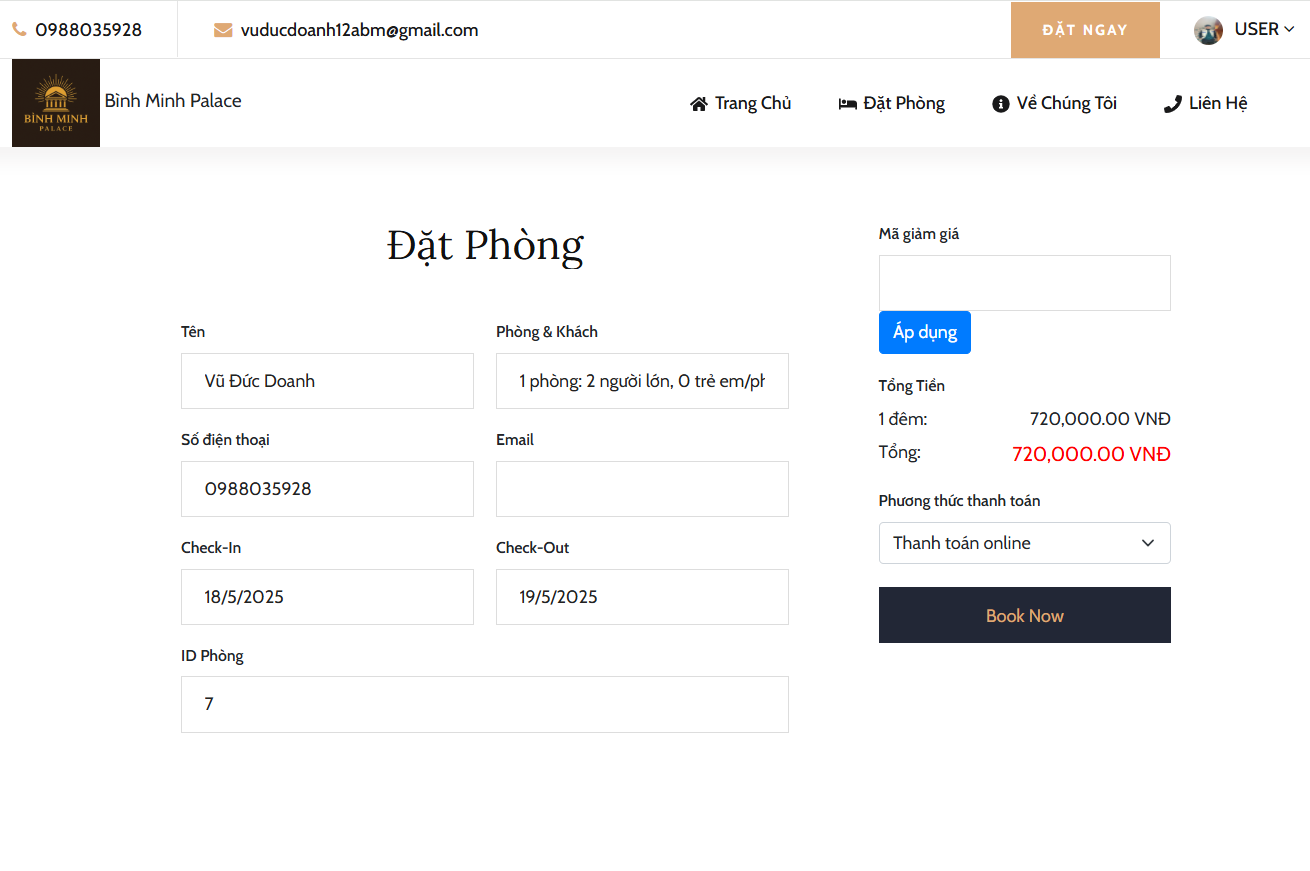 0988035928 vuducdoanh12abm@gmail.com ĐẶT NGAY USER
BÌNH MINH
PALACE
Bình Minh Palace Trang Chủ Đặt Phòng Về Chúng Tôi Liên Hệ
Đặt Phòng
Tên Phòng & Khách
Vũ Đức Doanh 1 phòng: 2 người lớn, 0 trẻ em/ph
Số điện thoại Email
0988035928
Check-In Check-Out
18/5/2025 19/5/2025
ID Phòng
7
Mã giảm giá
Áp dụng
Tổng Tiền
1 đêm: 720,000.00 VNĐ
Tổng: 720,000.00 VNĐ
Phương thức thanh toán
Thanh toán online
Book Now